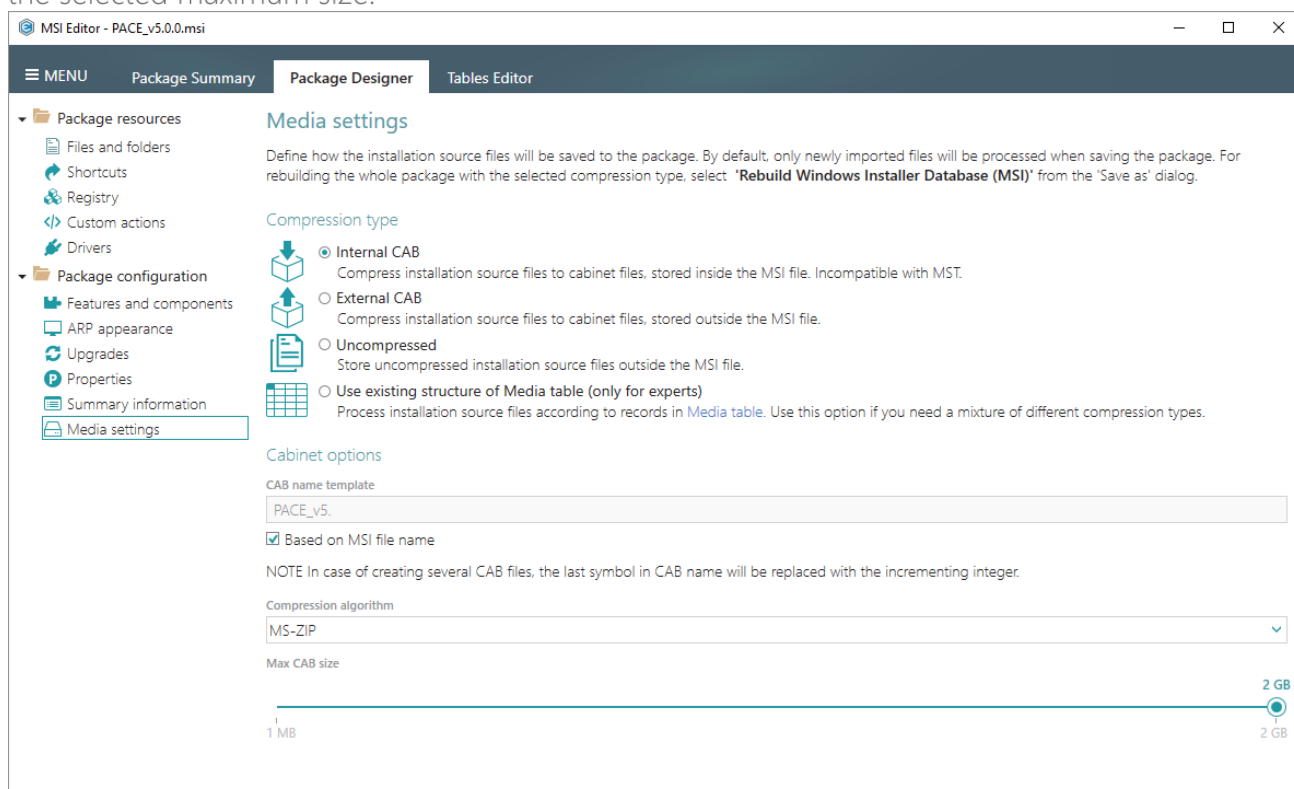 the selected maximum size.
MSI Editor - PACE_v5.0.0.msi
MENU Package Summary Package Designer Tables Editor
Package resources
Files and folders
Shortcuts
Registry
Custom actions
Drivers
Package configuration
Features and components
ARP appearance
Upgrades
Properties
Summary information
Media settings
Media settings
Define how the installation source files will be saved to the package. By default, only newly imported files will be processed when saving the package. For
rebuilding the whole package with the selected compression type, select 'Rebuild Windows Installer Database (MSI)' from the 'Save as' dialog.
Compression type
Internal CAB
Compress installation source files to cabinet files, stored inside the MSI file. Incompatible with MST.
External CAB
Compress installation source files to cabinet files, stored outside the MSI file.
Uncompressed
Store uncompressed installation source files outside the MSI file.
Use existing structure of Media table (only for experts)
Process installation source files according to records in Media table. Use this option if you need a mixture of different compression types.
Cabinet options
CAB name template
PACE_v5.
Based on MSI file name
NOTE In case of creating several CAB files, the last symbol in CAB name will be replaced with the incrementing integer.
Compression algorithm
MS-ZIP
Max CAB size
2 GB
1 MB 2 GB